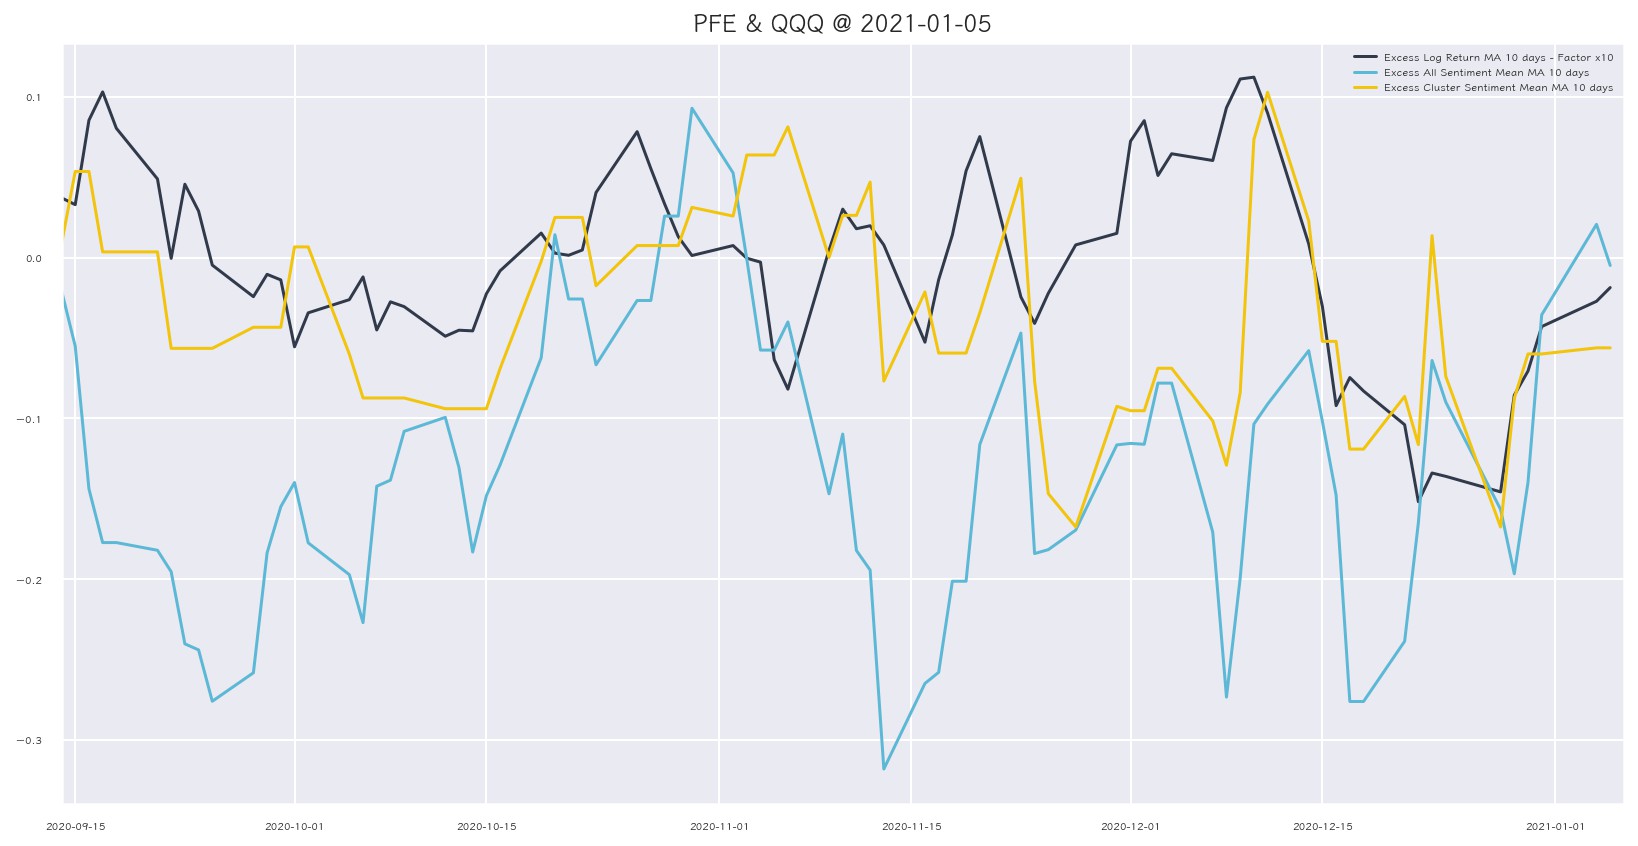 PFE & QQQ @ 2021-01-05
Excess Log Return MA 10 days - Factor x10
Excess All Sentiment Mean MA 10 days
Excess Cluster Sentiment Mean MA 10 days
0.1
0.0
−0.1
−0.2
−0.3
2020-09-15 2020-10-01 2020-10-15 2020-11-01 2020-11-15 2020-12-01 2020-12-15 2021-01-01